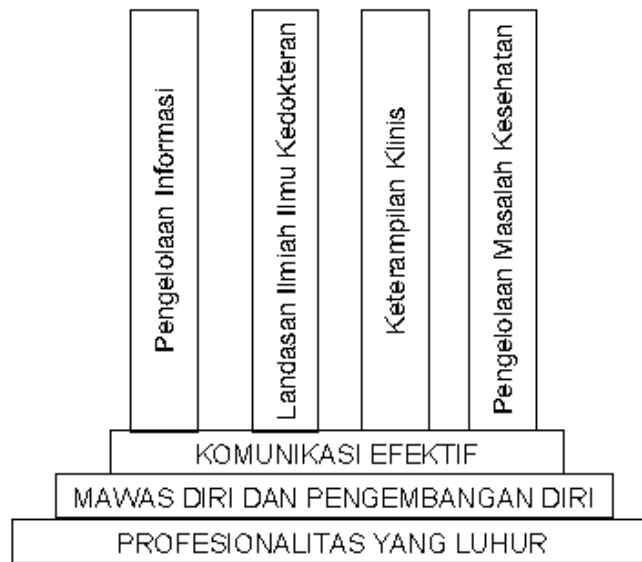 Pengelolaan Informasi
Landasan Ilmiah Ilmu Kedokteran
Keterampilan Klinis
Pengelolaan Masalah Kesehatan
KOMUNIKASI EFEKTIF
MAWAS DIRI DAN PENGEMBANGAN DIRI
PROFESIONALITAS YANG LUHUR